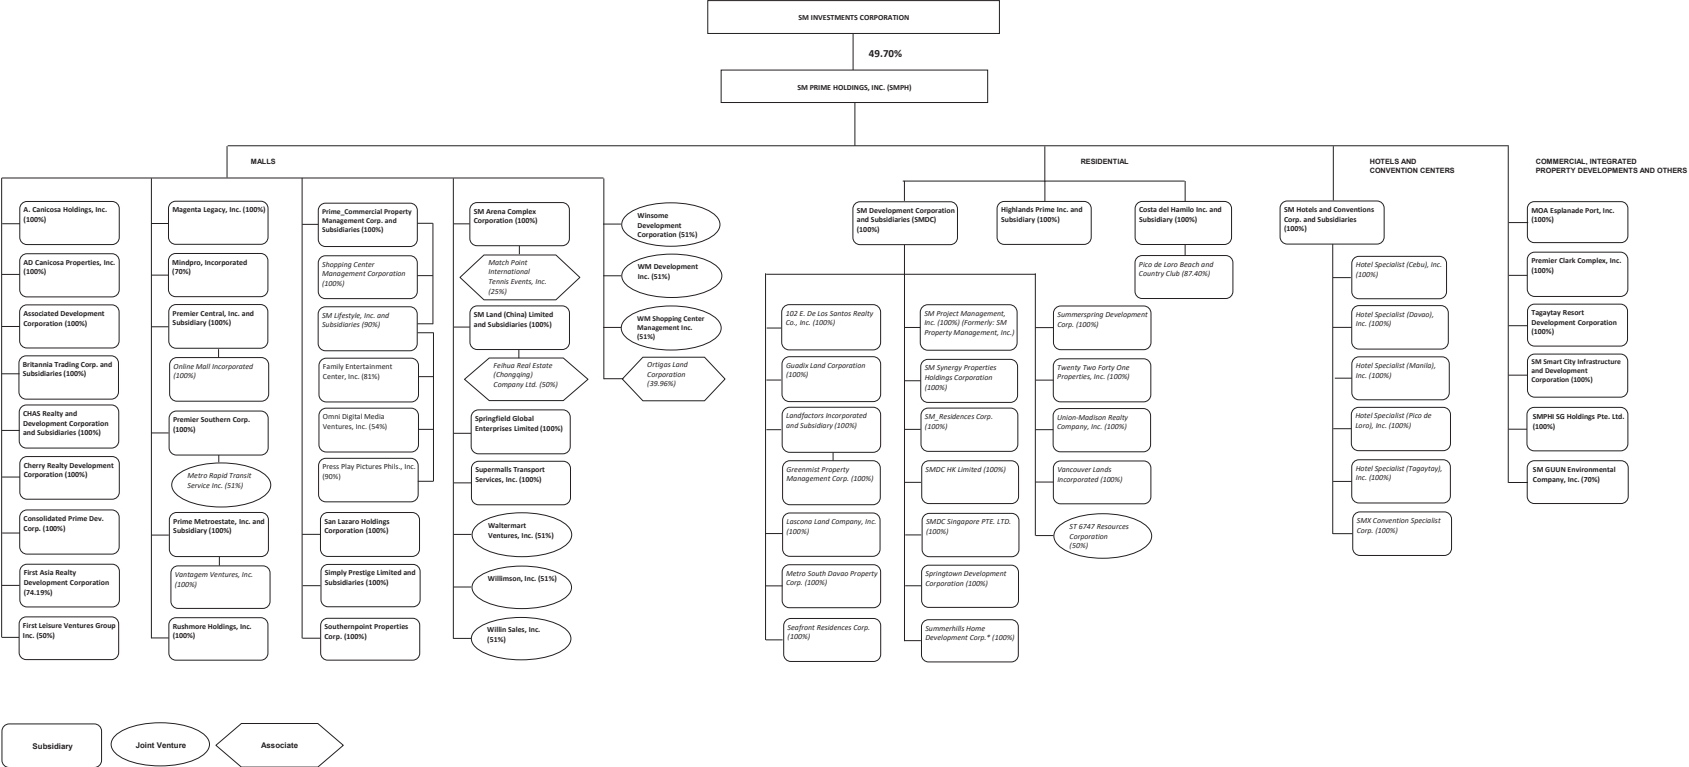 SM INVESTMENTS CORPORATION
49.70%
SM PRIME HOLDINGS, INC. (SMPH)
MALLS
A. Canicosa Holdings, Inc.
(100%)
AD Canicosa Properties, Inc.
(100%)
Associated Development
Corporation (100%)
Britannia Trading Corp. and
Subsidiaries (100%)
CHAS Realty and
Development Corporation
and Subsidiaries (100%)
Cherry Realty Development
Corporation (100%)
Consolidated Prime Dev.
Corp. (100%)
First Asia Realty
Development Corporation
(74.19%)
First Leisure Ventures Group
Inc. (50%)
Magenta Legacy, Inc. (100%)
Mindpro, Incorporated
(70%)
Premier Central, Inc. and
Subsidiary (100%)
Online Mall Incorporated
(100%)
Premier Southern Corp.
(100%)
Metro Rapid Transit
Service Inc. (51%)
Prime Metroestate, Inc. and
Subsidiary (100%)
Vantagem Ventures, Inc.
(100%)
Rushmore Holdings, Inc.
(100%)
Prime_Commercial Property
Management Corp. and
Subsidiaries (100%)
Shopping Center
Management Corporation
(100%)
SM Lifestyle, Inc. and
Subsidiaries (90%)
Family Entertainment
Center, Inc. (81%)
Omni Digital Media
Ventures, Inc. (54%)
Press Play Pictures Phils., Inc.
(90%)
San Lazaro Holdings
Corporation (100%)
Simply Prestige Limited and
Subsidiaries (100%)
Southernpoint Properties
Corp. (100%)
SM Arena Complex
Corporation (100%)
Match Point
International
Tennis Events, Inc.
(25%)
SM Land (China) Limited
and Subsidiaries (100%)
Feihua Real Estate
(Chongqing)
Company Ltd. (50%)
Springfield Global
Enterprises Limited (100%)
Supermalls Transport
Services, Inc. (100%)
Waltermart
Ventures, Inc. (51%)
Willimson, Inc. (51%)
Willin Sales, Inc.
(51%)
Winsome
Development
Corporation (51%)
WM Development
Inc. (51%)
WM Shopping Center
Management Inc.
(51%)
Ortigas Land
Corporation
(39.96%)
RESIDENTIAL
SM Development Corporation
and Subsidiaries (SMDC)
(100%)
102 E. De Los Santos Realty
Co., Inc. (100%)
Guadix Land Corporation
(100%)
Landfactors Incorporated
and Subsidiary (100%)
Greenmist Property
Management Corp. (100%)
Lascona Land Company, Inc.
(100%)
Metro South Davao Property
Corp. (100%)
Seafront Residences Corp.
(100%)
SM Project Management,
Inc. (100%) (Formerly: SM
Property Management, Inc.)
SM Synergy Properties
Holdings Corporation
(100%)
SM_Residences Corp.
(100%)
SMDC HK Limited (100%)
SMDC Singapore PTE. LTD.
(100%)
Springtown Development
Corporation (100%)
Summerhills Home
Development Corp.* (100%)
Summerspring Development
Corp. (100%)
Twenty Two Forty One
Properties, Inc. (100%)
Union-Madison Realty
Company, Inc. (100%)
Vancouver Lands
Incorporated (100%)
ST 6747 Resources
Corporation
(50%)
Highlands Prime Inc. and
Subsidiary (100%)
Costa del Hamilo Inc. and
Subsidiary (100%)
Pico de Loro Beach and
Country Club (87.40%)
HOTELS AND
CONVENTION CENTERS
SM Hotels and Conventions
Corp. and Subsidiaries
(100%)
Hotel Specialist (Cebu), Inc.
(100%)
Hotel Specialist (Davao),
Inc. (100%)
Hotel Specialist (Manila),
Inc. (100%)
Hotel Specialist (Pico de
Loro), Inc. (100%)
Hotel Specialist (Tagaytay),
Inc. (100%)
SMX Convention Specialist
Corp. (100%)
COMMERCIAL, INTEGRATED
PROPERTY DEVELOPMENTS AND OTHERS
MOA Esplanade Port, Inc.
(100%)
Premier Clark Complex, Inc.
(100%)
Tagaytay Resort
Development Corporation
(100%)
SM Smart City Infrastructure
and Development
Corporation (100%)
SMPHI SG Holdings Pte. Ltd.
(100%)
SM GUUN Environmental
Company, Inc. (70%)
Subsidiary
Joint Venture
Associate